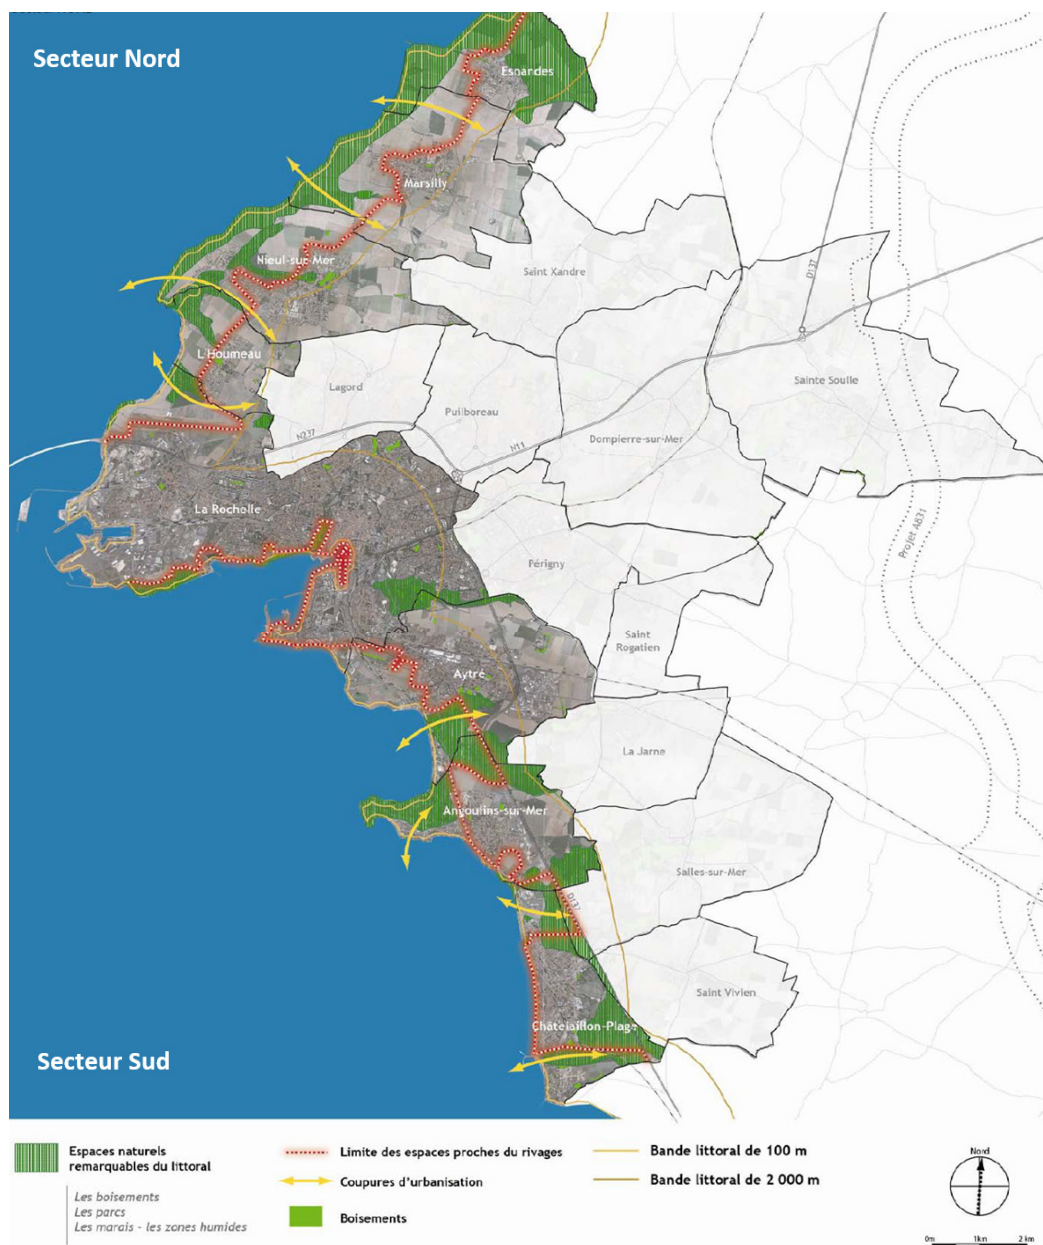 Secteur Nord
Esnandes
Marsilly
Nieul-sur-Mer
Saint Xandre
D137
L'Houmeau
Lagord
Sainte Soulle
Puilboreau
N237
N11
Dompierre-sur-Mer
La Rochelle
Projet A831
Périgny
Saint
Rogatien
Aytré
La Jarne
Angoulins-sur-Mer
Salles-sur-Mer
D137
Saint Vivien
Châtelaillon-Plage
Secteur Sud
Espaces naturels
remarquables du littoral
Les boisements
Les parcs
Les marais - les zones humides
Limite des espaces proches du rivages
Coupures d'urbanisation
Boisements
Bande littoral de 100 m
Bande littoral de 2 000 m
Nord
0m 1km 2 km